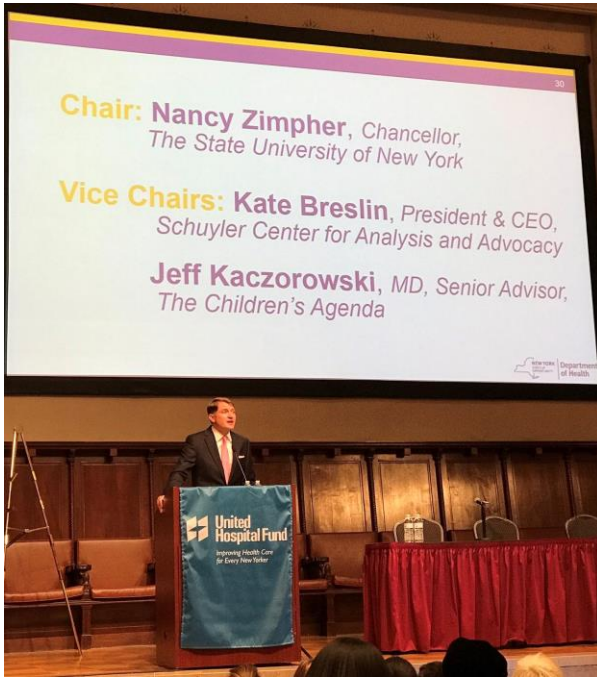 30
Chair: Nancy Zimpher, Chancellor,
The State University of New York
Vice Chairs: Kate Breslin, President & CEO,
Schuyler Center for Analysis and Advocacy
Jeff Kaczorowski, MD, Senior Advisor,
The Children's Agenda
NEW YORK
Department
of Health
United
Hospital Fund
Improving Health Care
for Every New Yorker